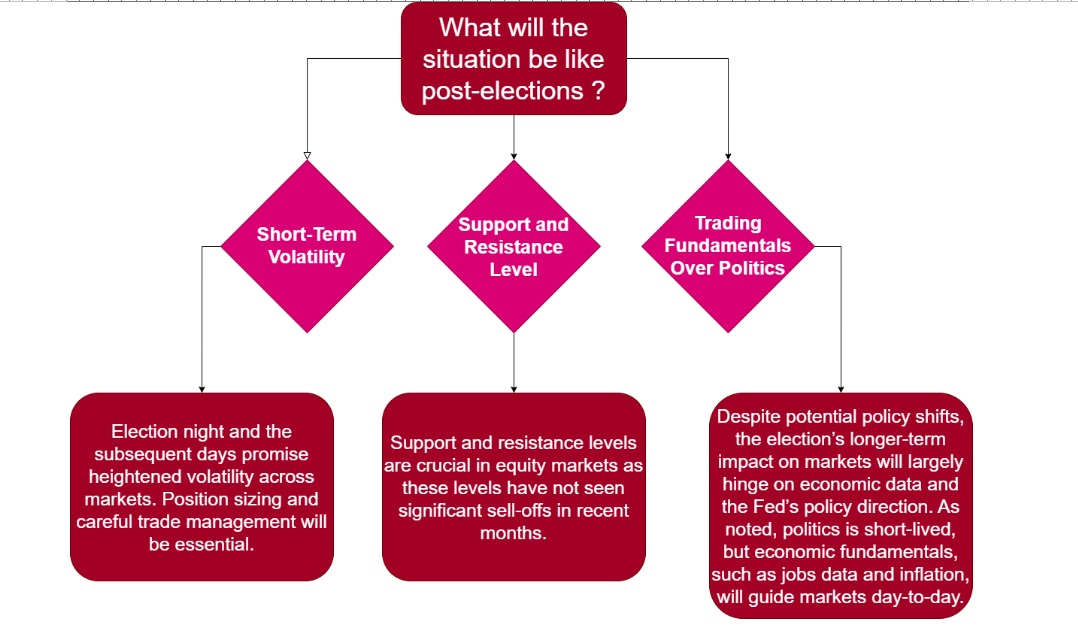 What will the
situation be like
post-elections ?
Short-Term
Volatility
Support and
Resistance
Level
Trading
Fundamentals
Over Politics
Election night and the
subsequent days promise
heightened volatility across
markets. Position sizing and
careful trade management will
be essential.
Support and resistance levels
are crucial in equity markets as
these levels have not seen
significant sell-offs in recent
months.
Despite potential policy shifts,
the election’s longer-term
impact on markets will largely
hinge on economic data and
the Fed’s policy direction. As
noted, politics is short-lived,
but economic fundamentals,
such as jobs data and inflation,
will guide markets day-to-day.